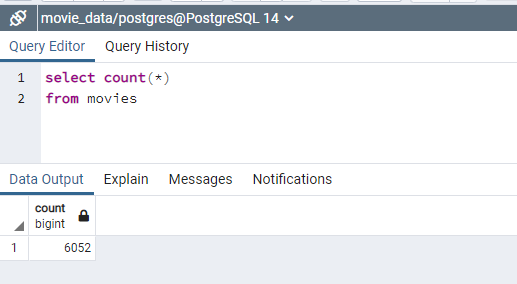 movie_data/postgres@PostgreSQL 14
Query Editor Query History
1 select count(*)
2 from movies
Data Output Explain Messages Notifications
count
bigint
1 6052